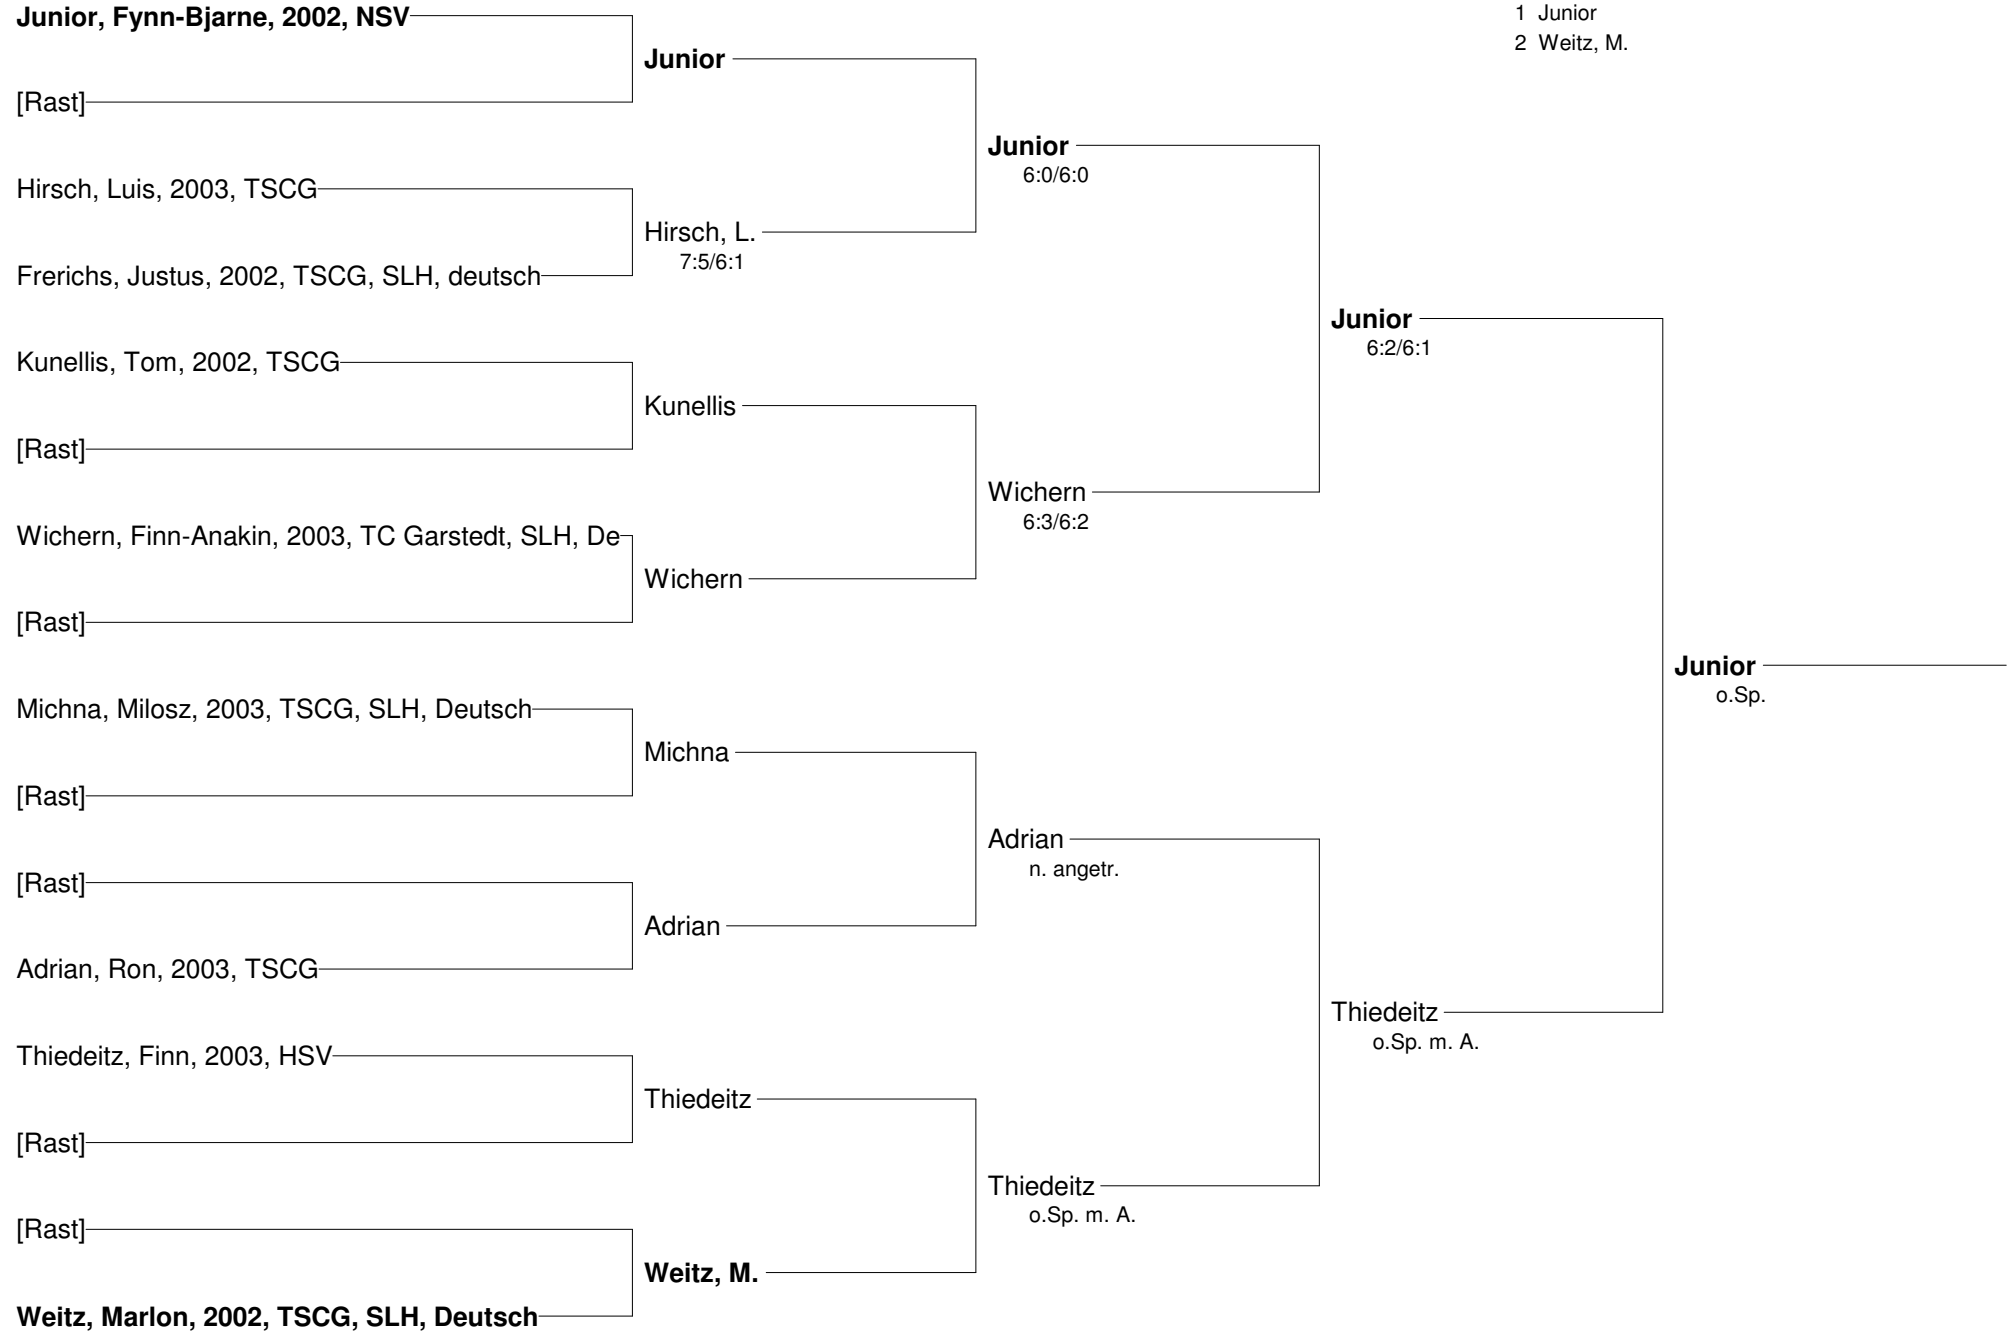 Junior, Fynn-Bjarne, 2002, NSV
[Rast]
Hirsch, Luis, 2003, TSCG
Frerichs, Justus, 2002, TSCG, SLH, deutsch
Kunellis, Tom, 2002, TSCG
[Rast]
Wichern, Finn-Anakin, 2003, TC Garstedt, SLH, De
[Rast]
Michna, Milosz, 2003, TSCG, SLH, Deutsch
[Rast]
[Rast]
Adrian, Ron, 2003, TSCG
Thiedeitz, Finn, 2003, HSV
[Rast]
[Rast]
Weitz, Marlon, 2002, TSCG, SLH, Deutsch
Junior
Hirsch, L.
7:5/6:1
Kunellis
Wichern
Michna
Adrian
Thiedeitz
Weitz, M.
Junior
6:0/6:0
Wichern
6:3/6:2
Adrian
n. angetr.
Thiedeitz
o.Sp. m. A.
Junior
6:2/6:1
Thiedeitz
o.Sp. m. A.
Junior
o.Sp.
1 Junior
2 Weitz, M.